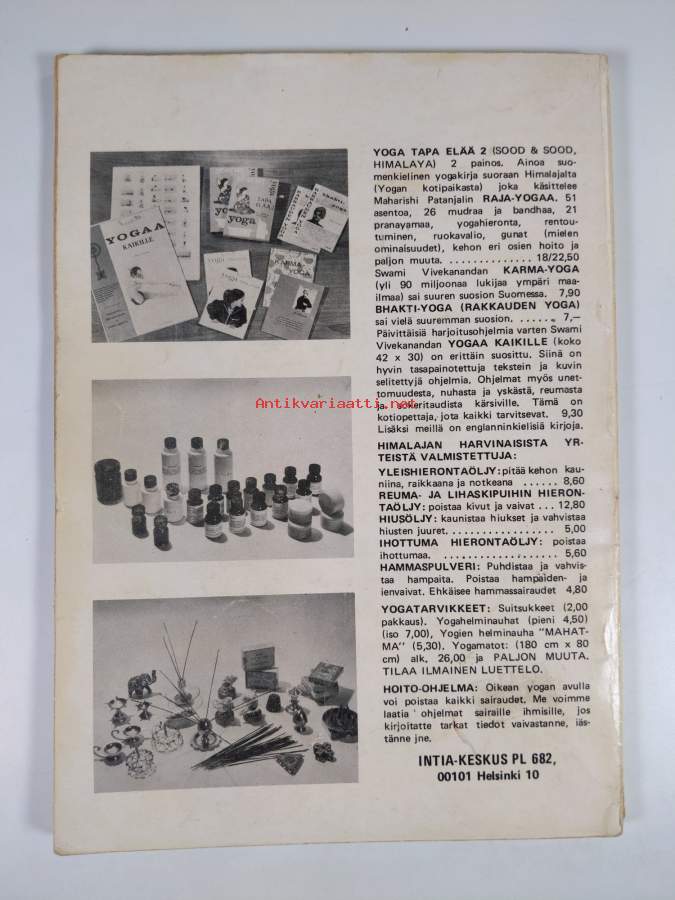 YOGA TAPA ELÄÄ 2 (SOOD & SOOD,
HIMALAYA) 2 painos. Ainoa suo-
menkielinen yogakirja suoraan Himalajalta
(Yogan kotipaikasta) joka käsittelee
Maharishi Patanjalin RAJA-YOGAA. 51
asentoa, 26 mudraa ja bandhaa, 21
pranayamaa, yogahieronta, rentou-
tuminen, ruokavalio, gunat (mielen
ominalsuudet), kehon eri osien hoito ja
paljon muuta. . . . . . . . . . . . . . . 18/22,50
Swami Vivekanandan KARMA-YOGA
(yli 90 miljoonaa lukijaa ympäri maa-
ilmaa) sai suuren suosion Suomessa. 7,90
BHAKTI-YOGA (RAKKAUDEN YOGA)
sai vielä suuremman suosion. . . . . . . 7,—
Päivittäisiä harjoitusohjelmia varten Swami
Vivekanandan YOGAA KAIKILLE (koko
42 x 30) on erittäin suosittu. Siinä on
hyvin tasapainotettuja tekstein ja kuvin
selitettyjä ohjelmia. Ohjelmat myös unet-
tomuudesta, nuhasta ja yskästä, reumasta
ja sokeritaudista kärsiville. Tämä on
kotiopettaja, jota kaikki tarvitsevat. 9,30
Lisäksi meillä on englanninkielisiä kirjoja.
HIMALAJAN HARVINAISISTA YR-
TEISTÄ VALMISTETTUJA:
YLEISHIERONTAÖLJY: pitää kehon kau-
niina, raikkaana ja notkeana . . . . . . 8,60
REUMA- JA LIHASKIPUIHIN HIERON-
TAÖLJY: poistaa kivut ja vaivat . . . 12,80
HIUSÖLJY: kaunistaa hiukset ja vahvistaa
hiusten juuret. . . . . . . . . . . . . . . . . 5,00
IHOTTUMA HIERONTAÖLJY: poistaa
ihottumaa. . . . . . . . . . . . . . . . . . . 5,60
HAMMASPULVERI: Puhdistaa ja vahvis-
taa hampaita. Poistaa hampaiden- ja
ienvaivat. Ehkäisee hammassairaudet 4,80
YOGATARVIKKEET: Suitsukkeet (2,00
pakkaus). Yogahelminauhat (pieni 4,50)
(iso 7,00), Yogien helminauha "MAHAT-
MA" (5,30). Yogamatot: (180 cm x 80
cm) alk. 26,00 ja PALJON MUUTA.
TILAA ILMAINEN LUETTELO.
HOITO-OHJELMA: Oikean yogan avulla
voi poistaa kaikki sairaudet. Me voimme
laatia ohjelmat sairaille ihmisille, jos
kirjoitatte tarkat tiedot vaivastanne, iäs-
tänne jne.
INTIA-KESKUS PL 682,
00101 Helsinki 10
YOGAA
KAIKILLE
yoga
TAPA
ELÄÄ
bhakti-
yoga
KARMA-
YOGA
Antikvariaatti.net